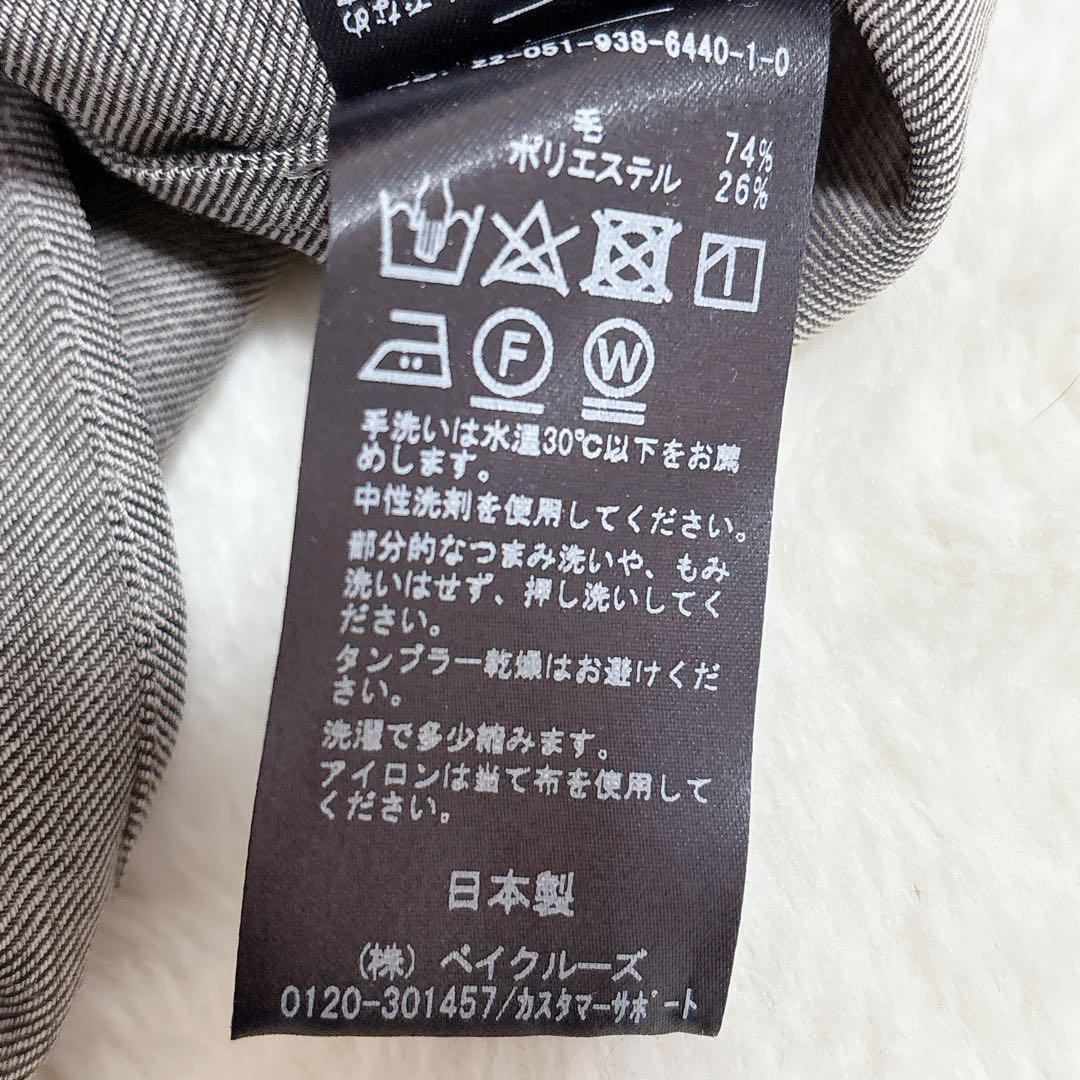 22-051-938-6440-1-0
毛 74%
ポリエステル 26%
F W
手洗いは水温30℃以下をお薦
めします。
中性洗剤を使用してください。
部分的なつまみ洗いや、もみ
洗いはせず、押し洗いしてく
ださい。
タンブラー乾燥はお避けくだ
さい。
洗濯で多少縮みます。
アイロンは当て布を使用して
ください。
日本製
(株) ベイクルーズ
0120-301457/カスタマーサポート